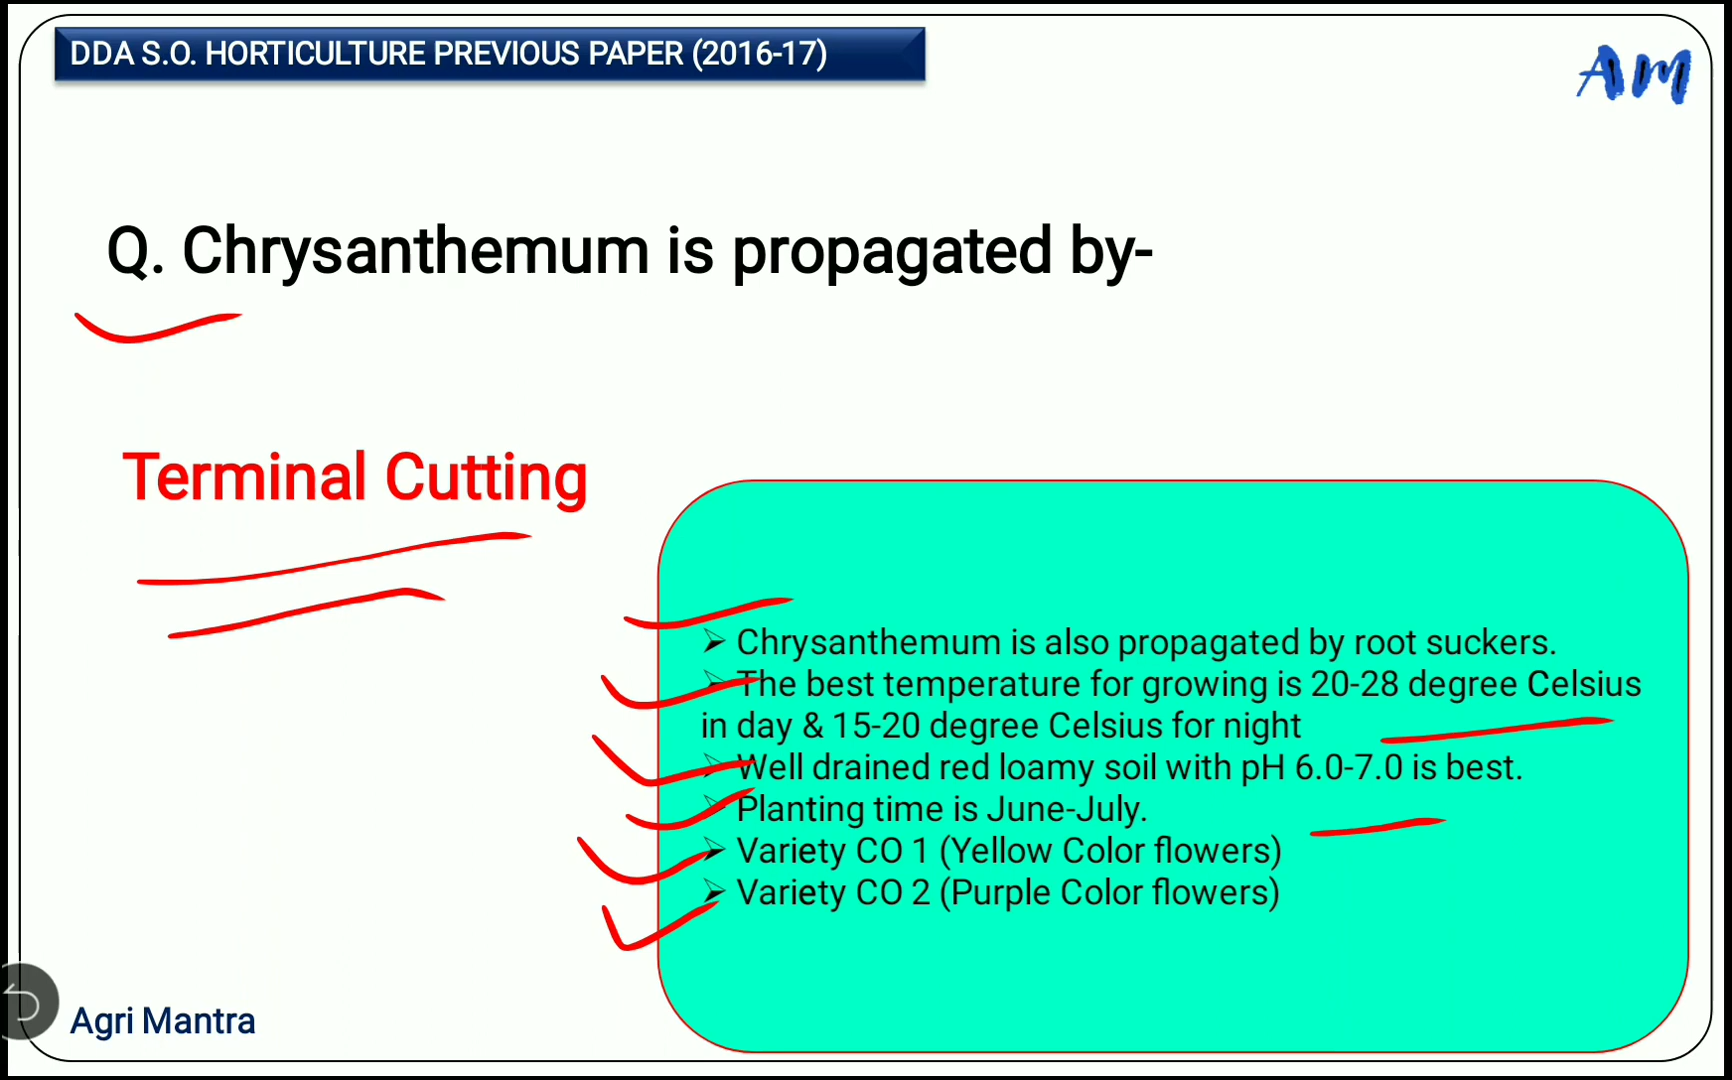 DDA S.O. HORTICULTURE PREVIOUS PAPER (2016-17)
AM
Q. Chrysanthemum is propagated by-
Terminal Cutting
➢ Chrysanthemum is also propagated by root suckers.
➢ The best temperature for growing is 20-28 degree Celsius
in day & 15-20 degree Celsius for night
➢ Well drained red loamy soil with pH 6.0-7.0 is best.
➢ Planting time is June-July.
➢ Variety CO 1 (Yellow Color flowers)
➢ Variety CO 2 (Purple Color flowers)
Agri Mantra